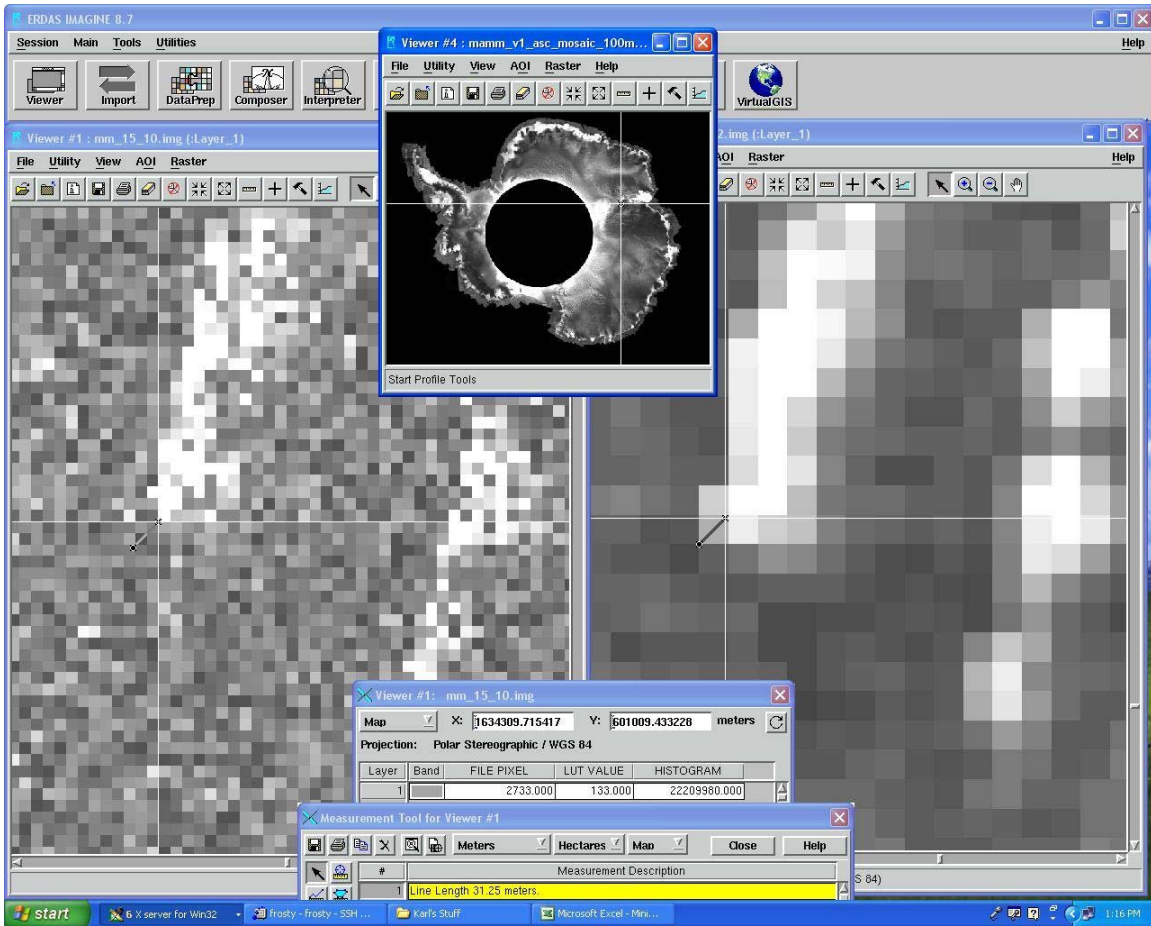 ERDAS IMAGINE 8.7
Session Main Tools Utilities Help
Viewer Import DataPrep Composer Interpreter VirtualGIS
Viewer #4 : mamm_v1_asc_mosaic_100m...
File Utility View AOI Raster Help
Start Profile Tools
Viewer #1 : mm_15_10.img (:Layer_1)
File Utility View AOI Raster
2.img (:Layer_1)
AOI Raster Help
Viewer #1: mm_15_10.img
Map X: 1634309.715417 Y: 601009.433228 meters
Projection: Polar Stereographic / WGS 84
Layer Band FILE PIXEL LUT VALUE HISTOGRAM
1 2733.000 133.000 22209980.000
Measurement Tool for Viewer #1
Meters Hectares Map Close Help
# Measurement Description
1 Line Length 31.25 meters.
S 84)
start 6 X server for Win32 frosty - frosty - SSH ... Karl's Stuff Microsoft Excel - Mini... 1:16 PM